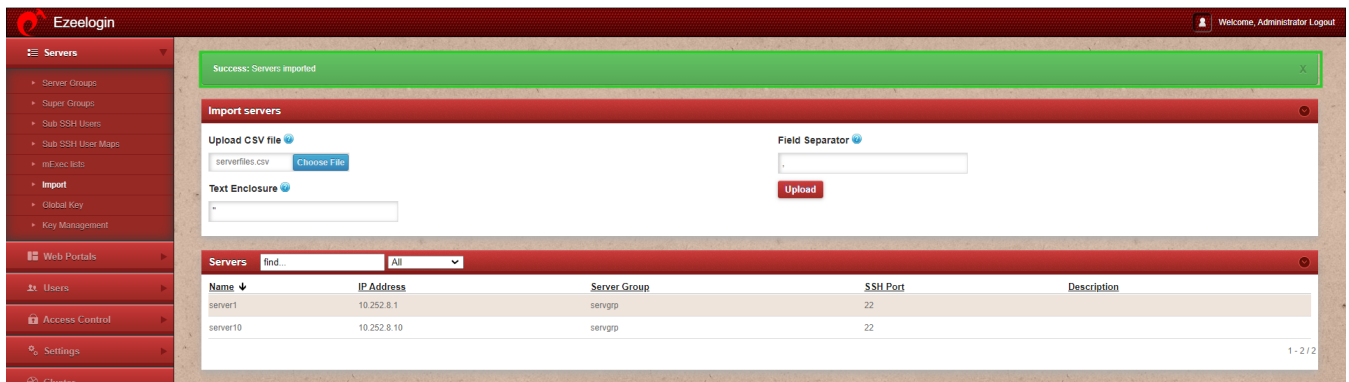 Ezeelogin
Welcome, Administrator Logout
Servers
Server Groups
Super Groups
Sub SSH Users
Sub SSH User Maps
mExec lists
Import
Global Key
Key Management
Web Portals
Users
Access Control
Settings
Cluster
Success: Servers imported
X
Import servers
Upload CSV file
serverfiles.csv Choose File
Field Separator
,
Text Enclosure
"
Upload
Servers find... All
Name IP Address Server Group SSH Port Description
server1 10.252.8.1 servgrp 22
server10 10.252.8.10 servgrp 22
1 - 2 / 2